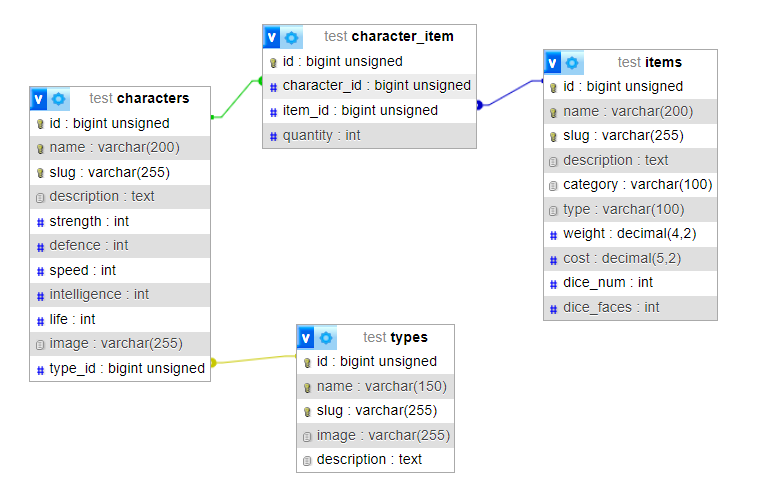 test characters
id : bigint unsigned
name : varchar(200)
slug : varchar(255)
description : text
strength : int
defence : int
speed : int
intelligence : int
life : int
image : varchar(255)
type_id : bigint unsigned
test character_item
id : bigint unsigned
character_id : bigint unsigned
item_id : bigint unsigned
quantity : int
test items
id : bigint unsigned
name : varchar(200)
slug : varchar(255)
description : text
category : varchar(100)
type : varchar(100)
weight : decimal(4,2)
cost : decimal(5,2)
dice_num : int
dice_faces : int
test types
id : bigint unsigned
name : varchar(150)
slug : varchar(255)
image : varchar(255)
description : text